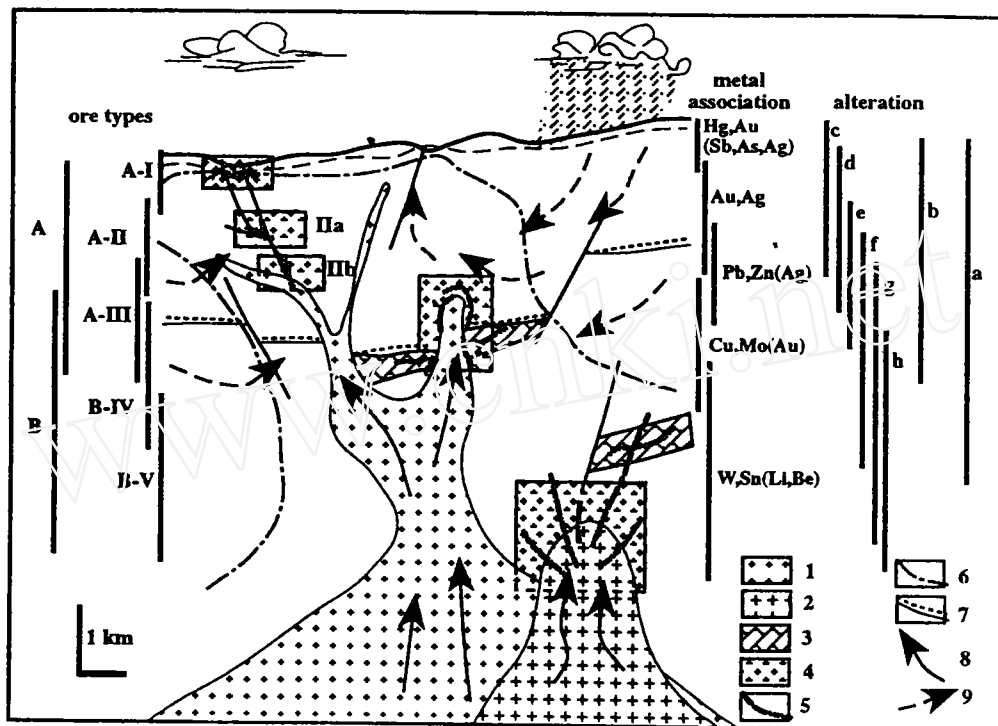 metal
association
alteration
ore types
Hg,Au
(Sb,As,Ag)
Au,Ag
Pb,Zn(Ag)
Cu.Mo(Au)
W,Sn(Li,Be)
A
B
A-I
A-II
A-III
B-IV
B-V
IIa
IIb
c
d
e
f
g
h
b
a
1 km
1
2
3
4
5
6
7
8
9
www.cnki.net